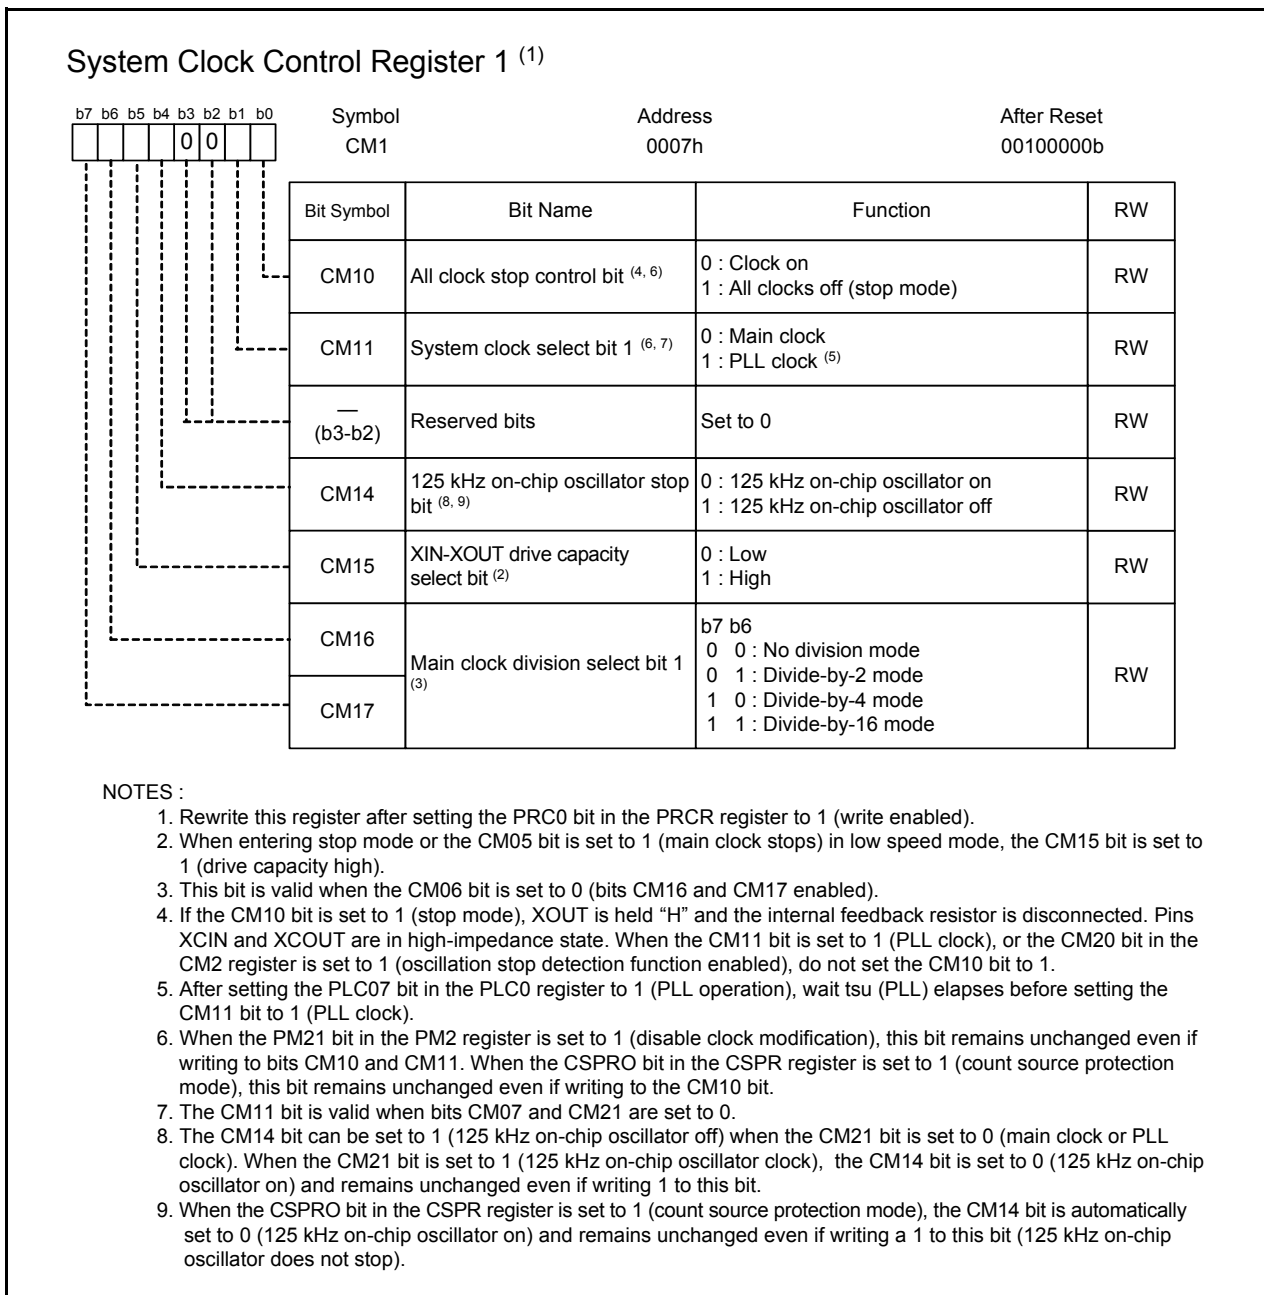 System Clock Control Register 1 (1)
b7 b6 b5 b4 b3 b2 b1 b0
0 0
Symbol Address After Reset
CM1 0007h 00100000b
Bit Symbol Bit Name Function RW
CM10 All clock stop control bit (4, 6) 0 : Clock on
1 : All clocks off (stop mode) RW
CM11 System clock select bit 1 (6, 7) 0 : Main clock
1 : PLL clock (5) RW
—
(b3-b2) Reserved bits Set to 0 RW
CM14 125 kHz on-chip oscillator stop
bit (8, 9) 0 : 125 kHz on-chip oscillator on
1 : 125 kHz on-chip oscillator off RW
CM15 XIN-XOUT drive capacity
select bit (2) 0 : Low
1 : High RW
CM16
CM17
Main clock division select bit 1
(3)
b7 b6
0 0 : No division mode
0 1 : Divide-by-2 mode
1 0 : Divide-by-4 mode
1 1 : Divide-by-16 mode
RW
NOTES :
1. Rewrite this register after setting the PRC0 bit in the PRCR register to 1 (write enabled).
2. When entering stop mode or the CM05 bit is set to 1 (main clock stops) in low speed mode, the CM15 bit is set to
1 (drive capacity high).
3. This bit is valid when the CM06 bit is set to 0 (bits CM16 and CM17 enabled).
4. If the CM10 bit is set to 1 (stop mode), XOUT is held “H” and the internal feedback resistor is disconnected. Pins
XCIN and XCOUT are in high-impedance state. When the CM11 bit is set to 1 (PLL clock), or the CM20 bit in the
CM2 register is set to 1 (oscillation stop detection function enabled), do not set the CM10 bit to 1.
5. After setting the PLC07 bit in the PLC0 register to 1 (PLL operation), wait tsu (PLL) elapses before setting the
CM11 bit to 1 (PLL clock).
6. When the PM21 bit in the PM2 register is set to 1 (disable clock modification), this bit remains unchanged even if
writing to bits CM10 and CM11. When the CSPRO bit in the CSPR register is set to 1 (count source protection
mode), this bit remains unchanged even if writing to the CM10 bit.
7. The CM11 bit is valid when bits CM07 and CM21 are set to 0.
8. The CM14 bit can be set to 1 (125 kHz on-chip oscillator off) when the CM21 bit is set to 0 (main clock or PLL
clock). When the CM21 bit is set to 1 (125 kHz on-chip oscillator clock), the CM14 bit is set to 0 (125 kHz on-chip
oscillator on) and remains unchanged even if writing 1 to this bit.
9. When the CSPRO bit in the CSPR register is set to 1 (count source protection mode), the CM14 bit is automatically
set to 0 (125 kHz on-chip oscillator on) and remains unchanged even if writing a 1 to this bit (125 kHz on-chip
oscillator does not stop).